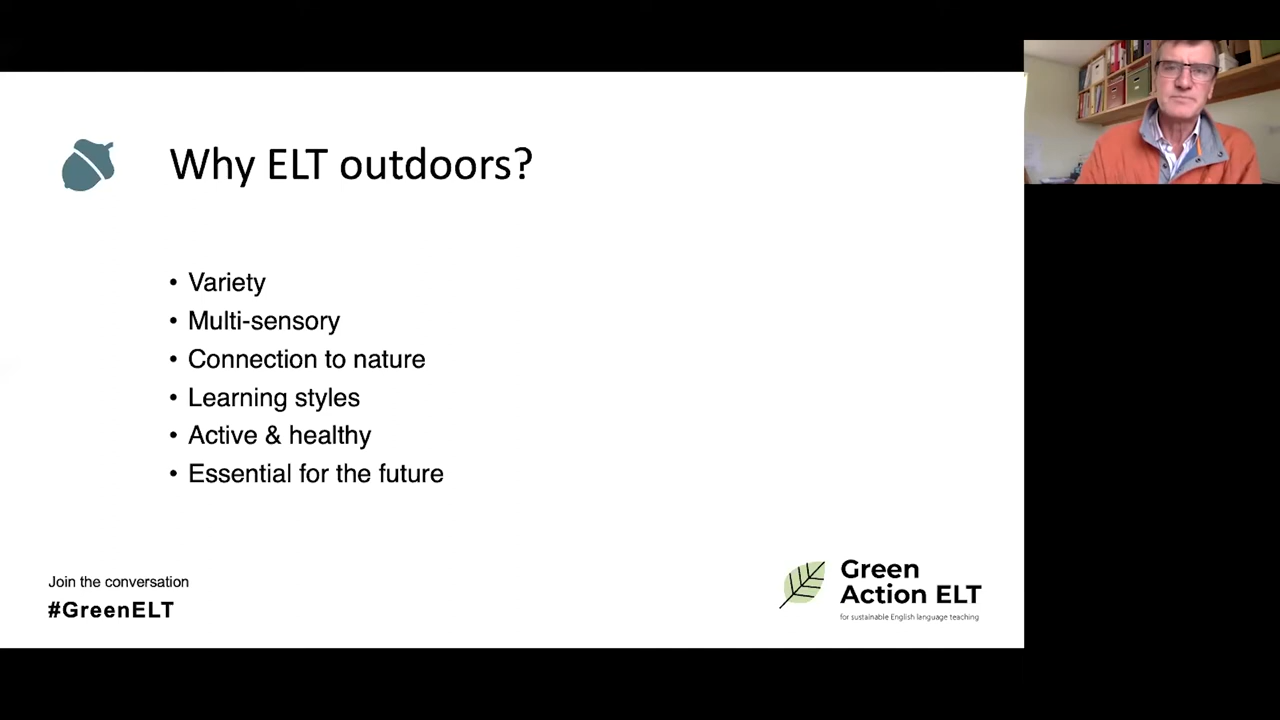 Why ELT outdoors?
• Variety
• Multi-sensory
• Connection to nature
• Learning styles
• Active & healthy
• Essential for the future
Join the conversation
#GreenELT
Green
Action ELT
for sustainable English language teaching